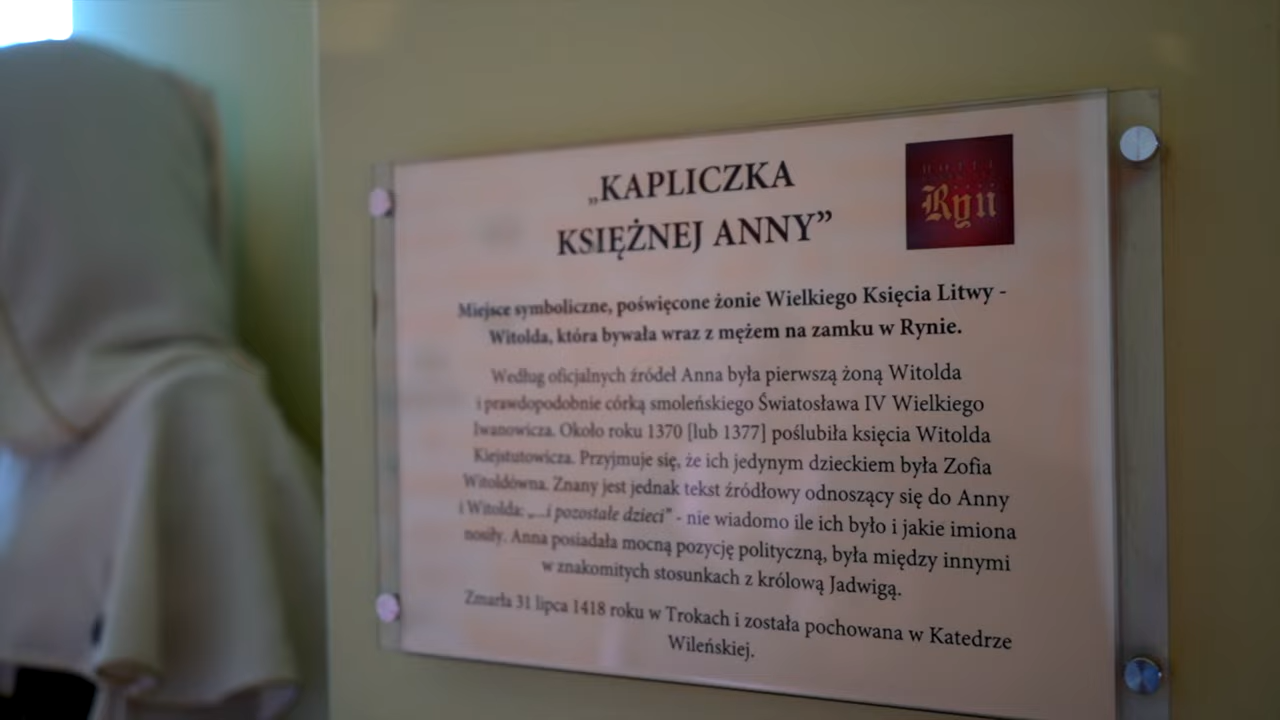 „KAPLICZKA
KSIĘŻNEJ ANNY”
HOTEL
Ryn
Miejsce symboliczne, poświęcone żonie Wielkiego Księcia Litwy -
Witolda, która bywała wraz z mężem na zamku w Rynie.
Według oficjalnych źródeł Anna była pierwszą żoną Witolda
i prawdopodobnie córką smoleńskiego Światosława IV Wielkiego
Iwanowicza. Około roku 1370 [lub 1377] poślubiła księcia Witolda
Kiejstutowicza. Przyjmuje się, że ich jedynym dzieckiem była Zofia
Witoldówna. Znany jest jednak tekst źródłowy odnoszący się do Anny
i Witolda: „...i pozostałe dzieci” - nie wiadomo ile ich było i jakie imiona
nosiły. Anna posiadała mocną pozycję polityczną, była między innymi
w znakomitych stosunkach z królową Jadwigą.
Zmarła 31 lipca 1418 roku w Trokach i została pochowana w Katedrze
Wileńskiej.